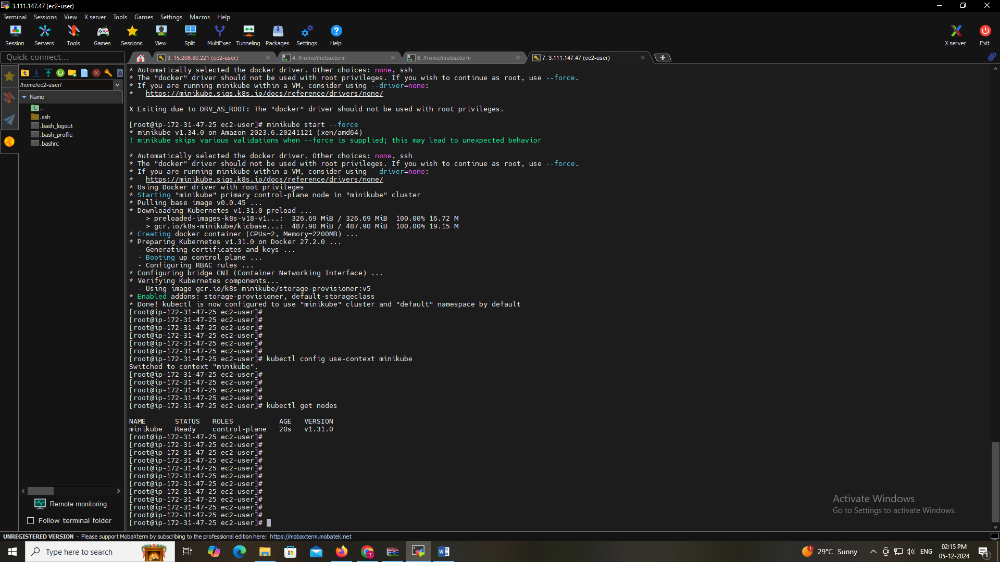 3.111.147.47 (ec2-user)
Terminal Sessions View X server Tools Games Settings Macros Help
Session Servers Tools Games Sessions View Split MultiExec Tunneling Packages Settings Help X server Exit
Quick connect...
3. 15.206.80.221 (ec2-user)
4. /home/mobaxterm
6. /home/mobaxterm
7. 3.111.147.47 (ec2-user)
/home/ec2-user/
Name
..
.ssh
.bash_logout
.bash_profile
.bashrc
Remote monitoring
Follow terminal folder
* Automatically selected the docker driver. Other choices: none, ssh
* The "docker" driver should not be used with root privileges. If you wish to continue as root, use --force.
* If you are running minikube within a VM, consider using --driver=none:
*   https://minikube.sigs.k8s.io/docs/reference/drivers/none/
X Exiting due to DRV_AS_ROOT: The "docker" driver should not be used with root privileges.
[root@ip-172-31-47-25 ec2-user]# minikube start --force
* minikube v1.34.0 on Amazon 2023.6.20241121 (xen/amd64)
! minikube skips various validations when --force is supplied; this may lead to unexpected behavior
* Automatically selected the docker driver. Other choices: none, ssh
* The "docker" driver should not be used with root privileges. If you wish to continue as root, use --force.
* If you are running minikube within a VM, consider using --driver=none:
*   https://minikube.sigs.k8s.io/docs/reference/drivers/none/
* Using Docker driver with root privileges
* Starting "minikube" primary control-plane node in "minikube" cluster
* Pulling base image v0.0.45 ...
* Downloading Kubernetes v1.31.0 preload ...
    > preloaded-images-k8s-v18-v1...:  326.69 MiB / 326.69 MiB  100.00% 16.72 M
    > gcr.io/k8s-minikube/kicbase...:  487.90 MiB / 487.90 MiB  100.00% 19.15 M
* Creating docker container (CPUs=2, Memory=2200MB) ...
* Preparing Kubernetes v1.31.0 on Docker 27.2.0 ...
  - Generating certificates and keys ...
  - Booting up control plane ...
  - Configuring RBAC rules ...
* Configuring bridge CNI (Container Networking Interface) ...
* Verifying Kubernetes components...
  - Using image gcr.io/k8s-minikube/storage-provisioner:v5
* Enabled addons: storage-provisioner, default-storageclass
* Done! kubectl is now configured to use "minikube" cluster and "default" namespace by default
[root@ip-172-31-47-25 ec2-user]#
[root@ip-172-31-47-25 ec2-user]#
[root@ip-172-31-47-25 ec2-user]#
[root@ip-172-31-47-25 ec2-user]#
[root@ip-172-31-47-25 ec2-user]#
[root@ip-172-31-47-25 ec2-user]#
[root@ip-172-31-47-25 ec2-user]# kubectl config use-context minikube
Switched to context "minikube".
[root@ip-172-31-47-25 ec2-user]#
[root@ip-172-31-47-25 ec2-user]#
[root@ip-172-31-47-25 ec2-user]#
[root@ip-172-31-47-25 ec2-user]#
[root@ip-172-31-47-25 ec2-user]# kubectl get nodes
NAME       STATUS   ROLES           AGE   VERSION
minikube   Ready    control-plane   20s   v1.31.0
[root@ip-172-31-47-25 ec2-user]#
[root@ip-172-31-47-25 ec2-user]#
[root@ip-172-31-47-25 ec2-user]#
[root@ip-172-31-47-25 ec2-user]#
[root@ip-172-31-47-25 ec2-user]#
[root@ip-172-31-47-25 ec2-user]#
[root@ip-172-31-47-25 ec2-user]#
[root@ip-172-31-47-25 ec2-user]#
[root@ip-172-31-47-25 ec2-user]#
[root@ip-172-31-47-25 ec2-user]#
[root@ip-172-31-47-25 ec2-user]#
[root@ip-172-31-47-25 ec2-user]#
Activate Windows
Go to Settings to activate Windows.
UNREGISTERED VERSION - Please support MobaXterm by subscribing to the professional edition here: https://mobaxterm.mobatek.net
Type here to search
1
29°C Sunny
ENG
02:15 PM
05-12-2024
1